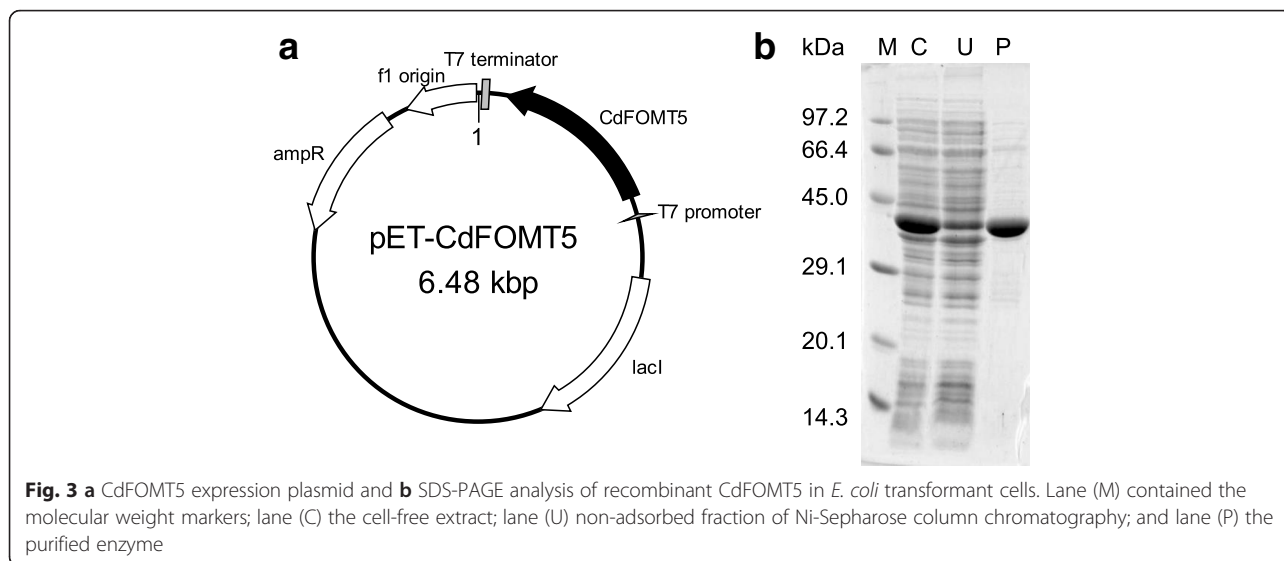 a
T7 terminator
f1 origin
CdFOMT5
1
ampR
T7 promoter
pET-CdFOMT5
6.48 kbp
lacI
b kDa M C U P
97.2
66.4
45.0
29.1
20.1
14.3
Fig. 3 a CdFOMT5 expression plasmid and b SDS-PAGE analysis of recombinant CdFOMT5 in E. coli transformant cells. Lane (M) contained the
molecular weight markers; lane (C) the cell-free extract; lane (U) non-adsorbed fraction of Ni-Sepharose column chromatography; and lane (P) the
purified enzyme